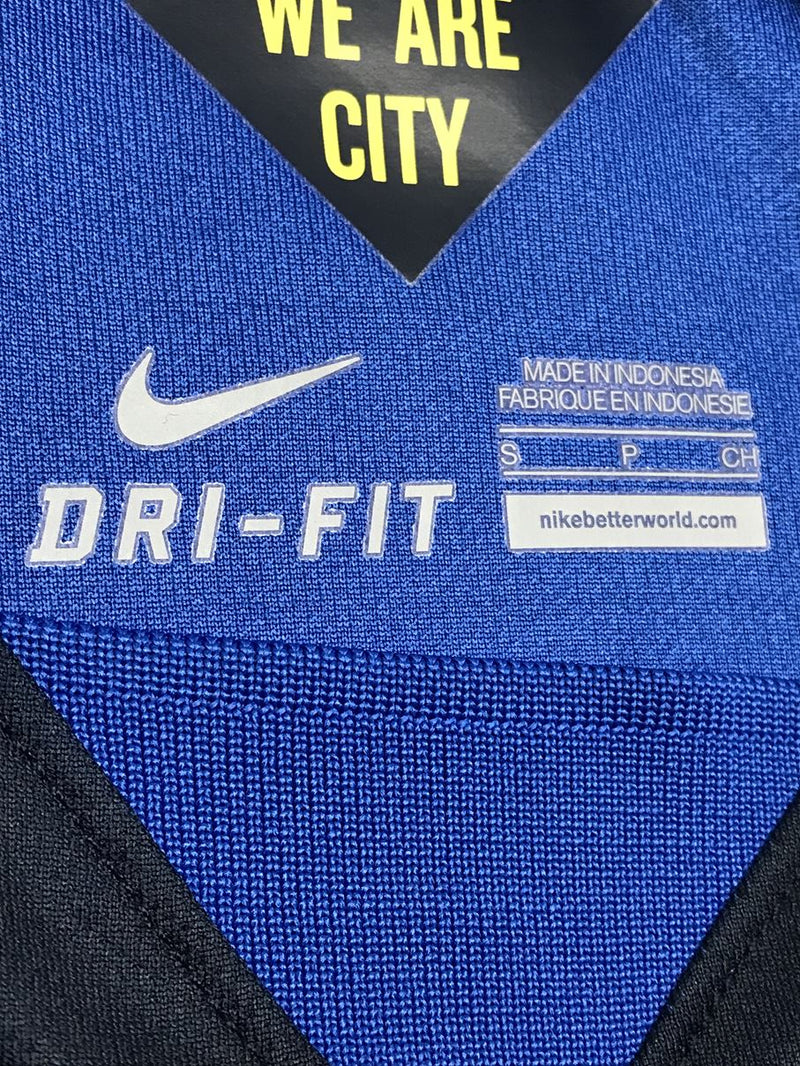 WE ARE
CITY
MADE IN INDONESIA
FABRIQUE EN INDONESIE
S P CH
nikebetterworld.com
DRI-FIT